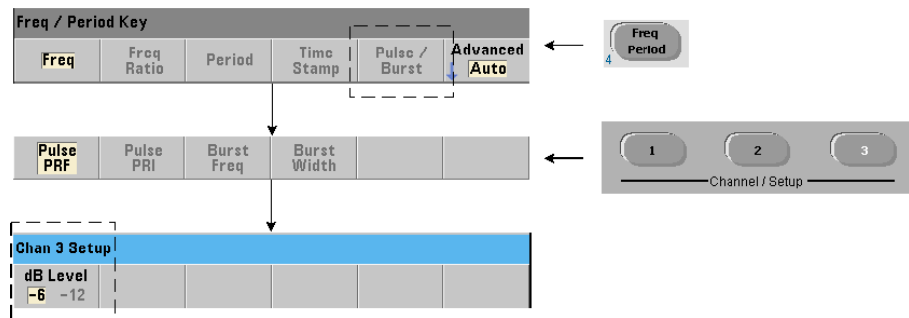 Freq / Period Key
Freq
Freq
Ratio
Period
Time
Stamp
Pulse /
Burst
Advanced
Auto
Freq
Period
4
Pulse
PRF
Pulse
PRI
Burst
Freq
Burst
Width
1
2
3
Channel / Setup
Chan 3 Setup
dB Level
-6 -12